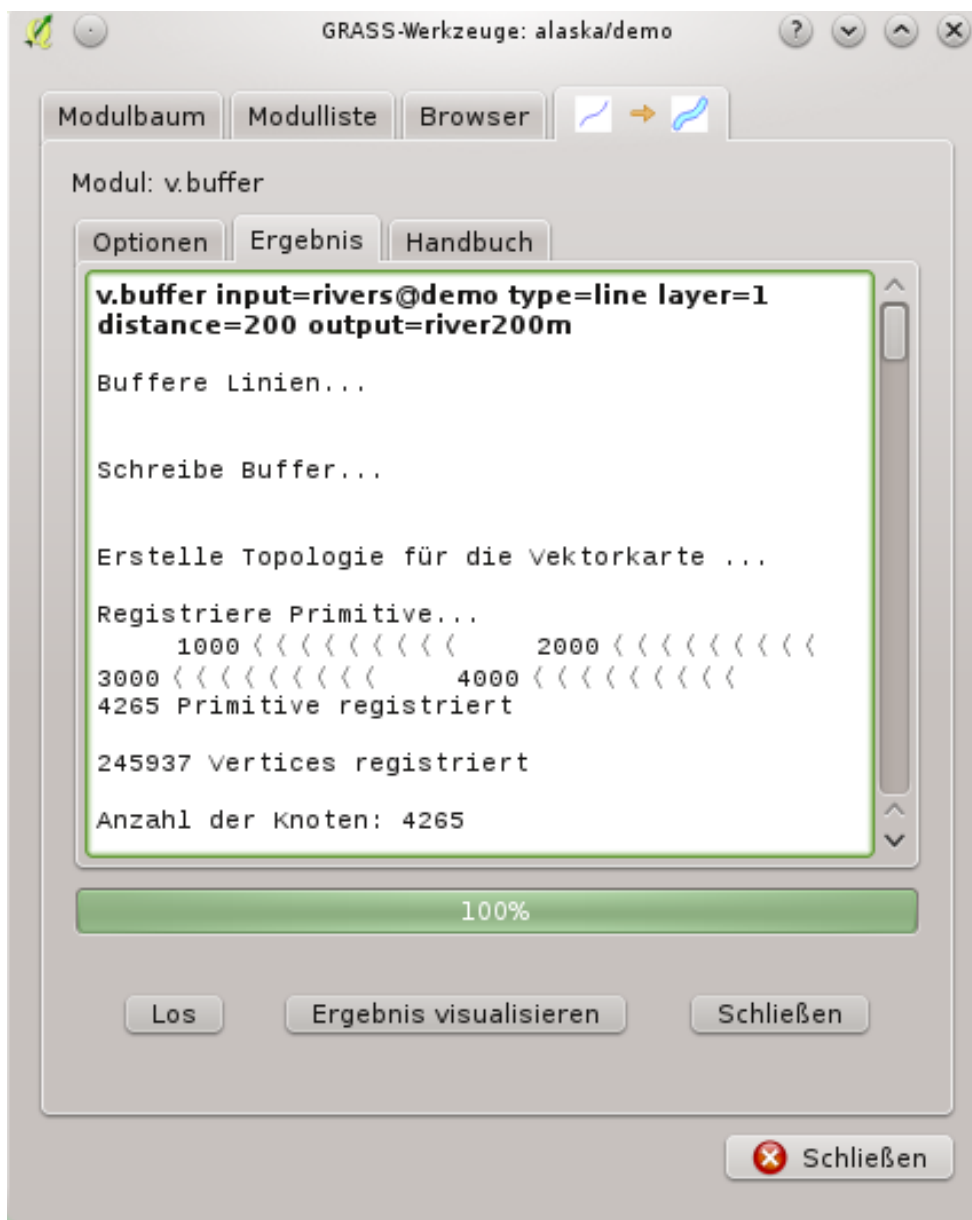 GRASS-Werkzeuge: alaska/demo
Modulbaum Modulliste Browser
Modul: v.buffer
Optionen Ergebnis Handbuch
v.buffer input=rivers@demo type=line layer=1
distance=200 output=river200m
Buffere Linien...
Schreibe Buffer...
Erstelle Topologie für die Vektorkarte ...
Registriere Primitive...
1000 2000
3000 4000
4265 Primitive registriert
245937 Vertices registriert
Anzahl der Knoten: 4265
100%
Los Ergebnis visualisieren Schließen
Schließen